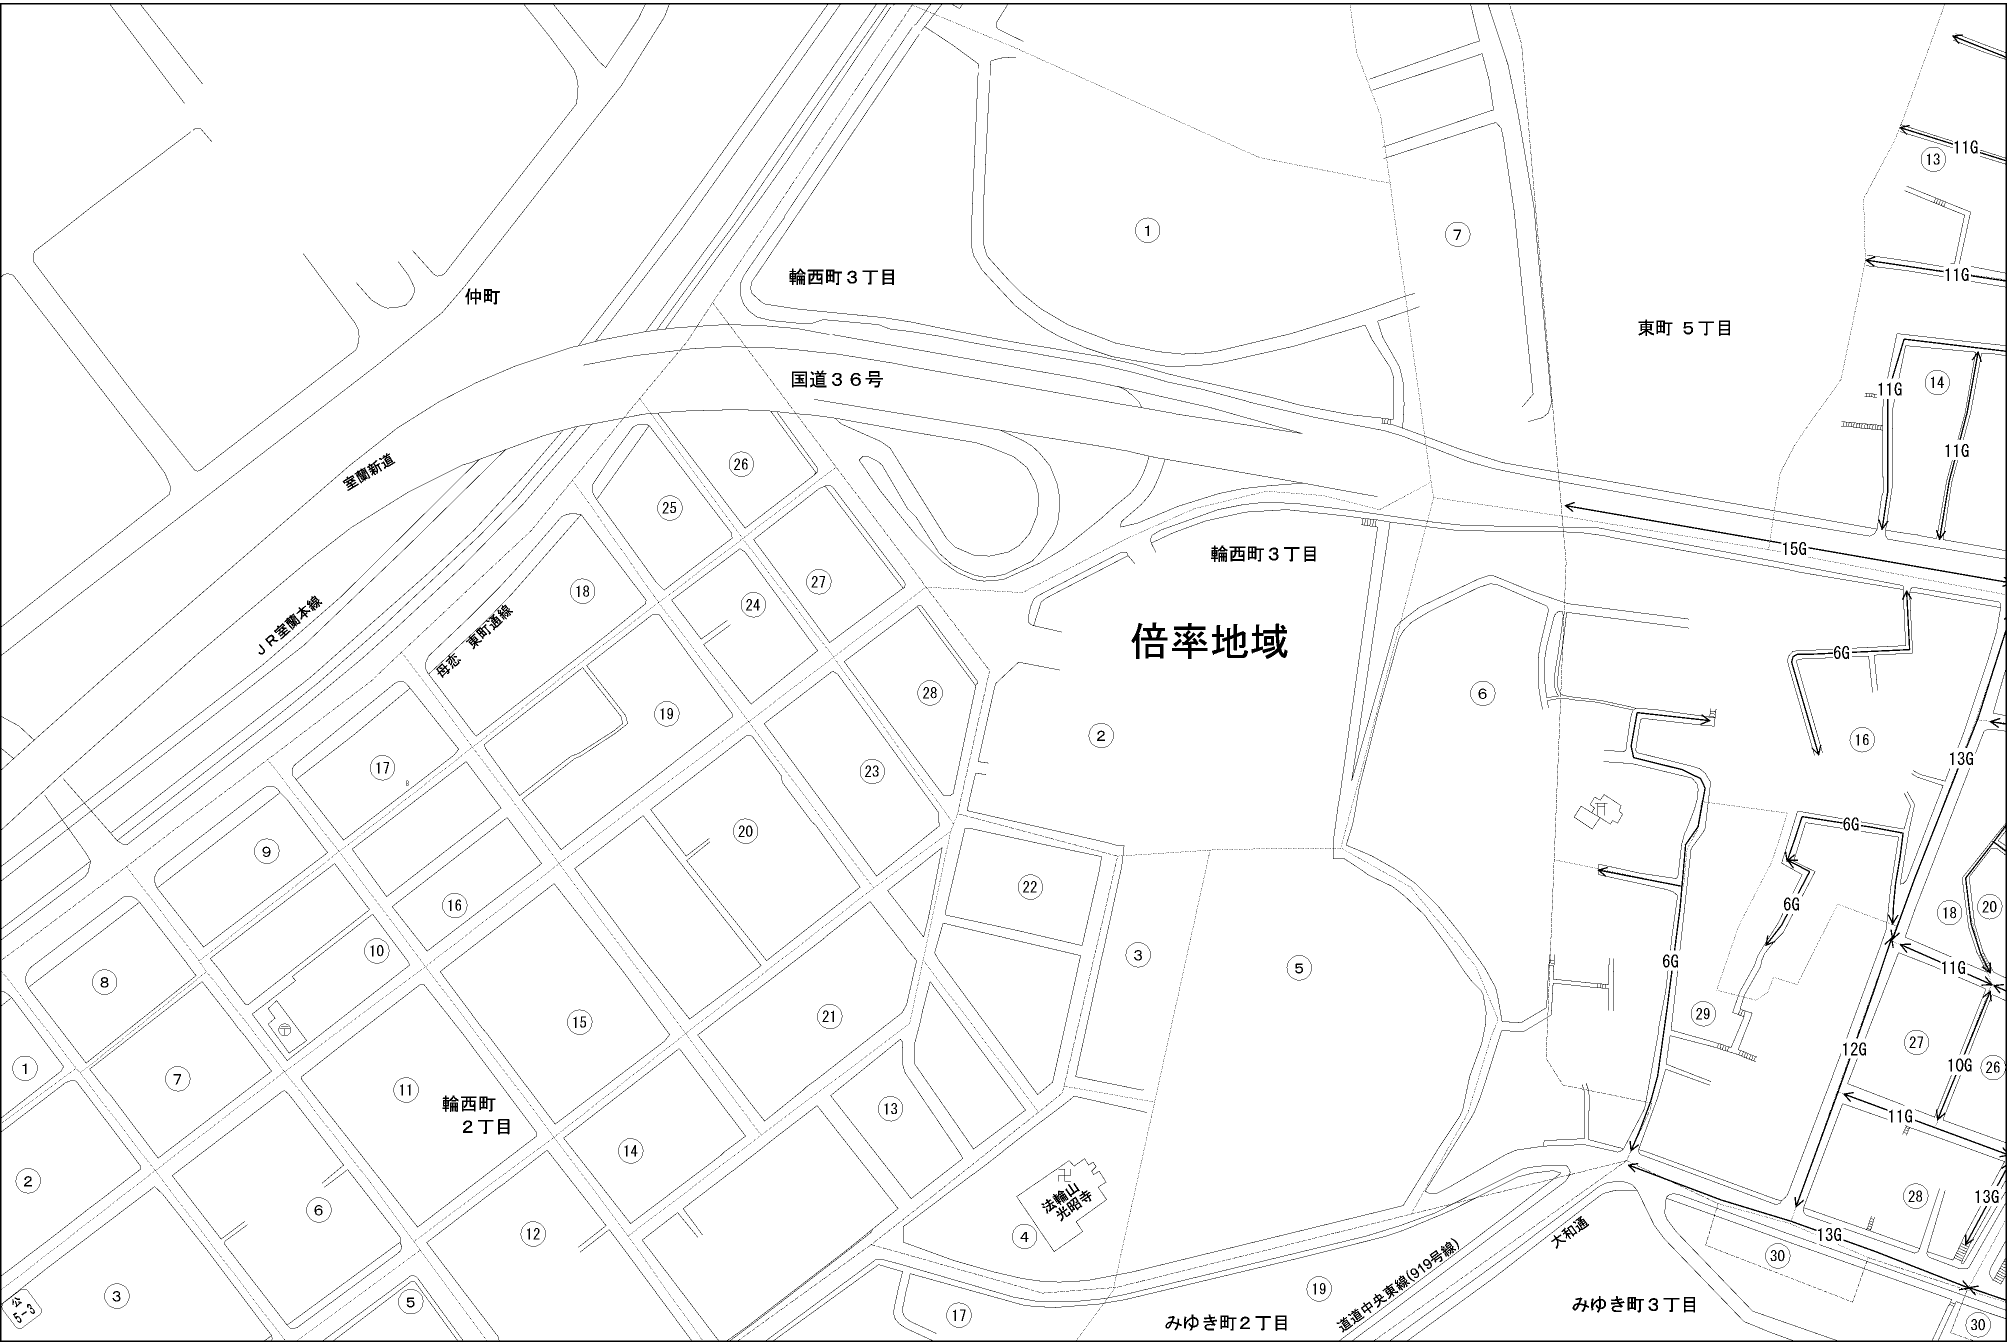 11G
⑬
①
⑦
11G
輪西町３丁目
仲町
東町 ５丁目
国道３６号
⑭
11G
11G
室蘭新道
㉖
㉕
15G
輪西町３丁目
㉗
⑱
㉔
ＪＲ室蘭本線
母恋　東町通線
倍率地域
6G
㉘
⑥
⑲
②
⑯
13G
⑰
㉓
⑳
6G
⑨
㉒
⑯
6G
⑱
⑳
⑩
③
⑤
6G
11G
⑧
㉙
⑮
㉑
㉗
12G
10G
㉖
①
⑦
⑪
輪西町
２丁目
⑬
11G
⑭
②
法輪山
光昭寺
㉘
13G
⑥
⑫
④
大和通
13G
㉚
道道中央東線(919号線)
⑲
③
⑤
公
5-3
⑰
みゆき町２丁目
みゆき町３丁目
㉚